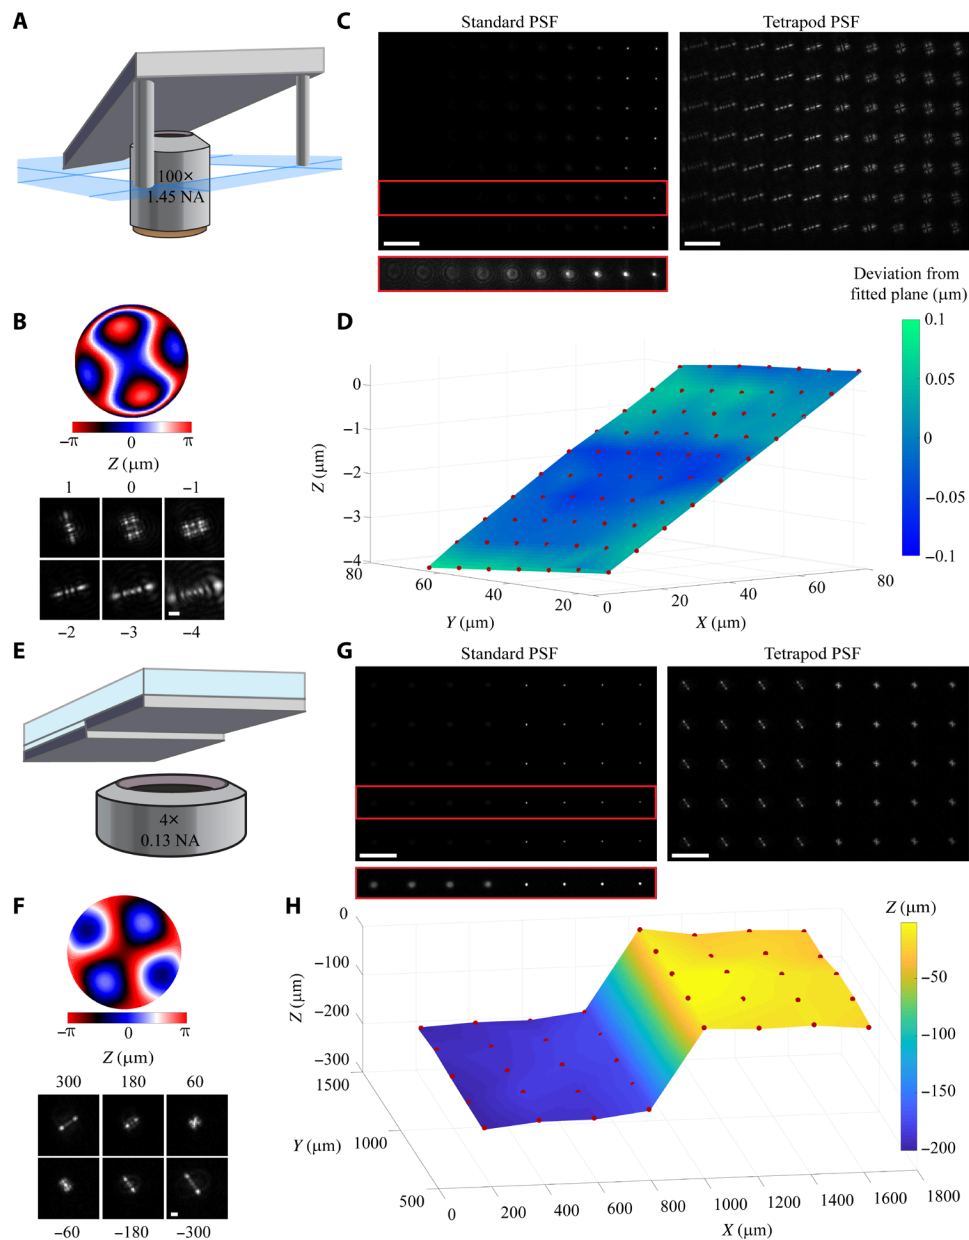 A
100×
1.45 NA
C
Standard PSF
Tetrapod PSF
B
−π
0
π
Z (μm)
1 0 −1
−2 −3 −4
D
Deviation from
fitted plane (μm)
0.1
0.05
0
−0.05
−0.1
0
−1
−2
−3
−4
Z (μm)
80 60 40 20
Y (μm)
0 20 40 60 80
X (μm)
E
4×
0.13 NA
G
Standard PSF
Tetrapod PSF
F
−π
0
π
Z (μm)
300 180 60
−60 −180 −300
H
Z (μm)
−50
−100
−150
−200
0
−100
−200
−300
Z (μm)
1500
1000
500
Y (μm)
0 200 400 600 800 1000 1200 1400 1600 1800
X (μm)